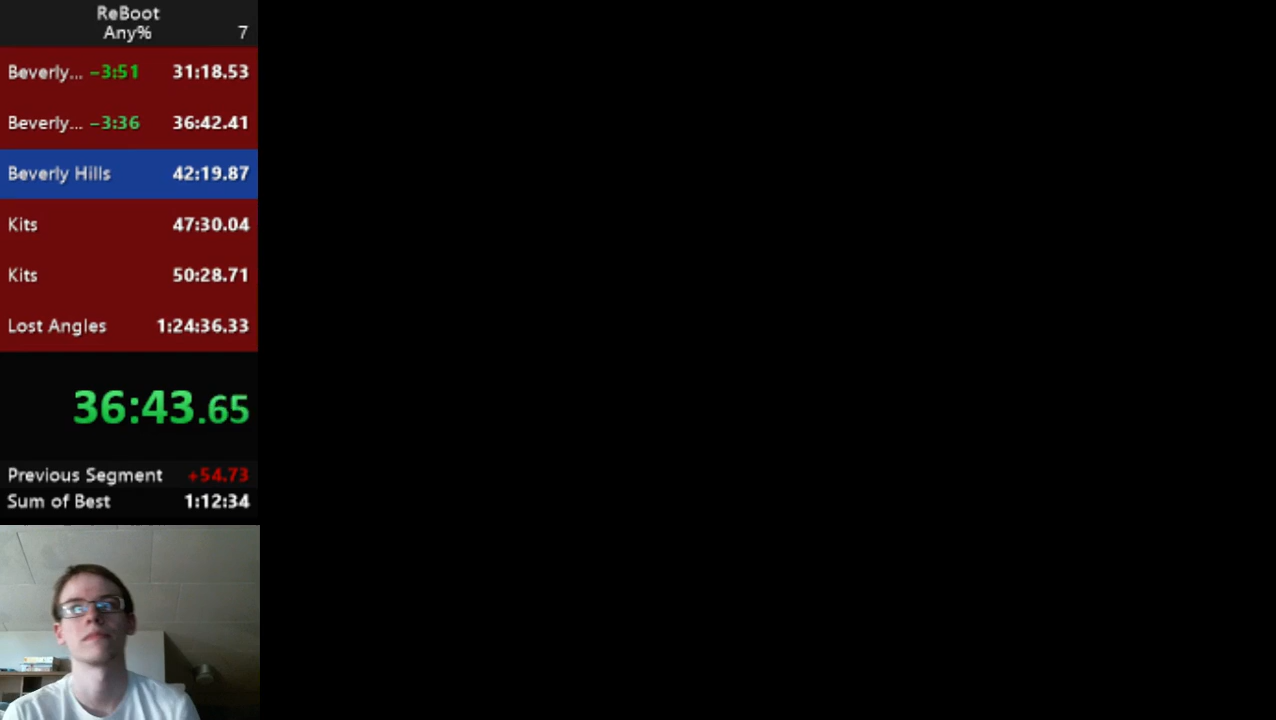 ReBoot
Any% 7
Beverly... −3:51 31:18.53
Beverly... −3:36 36:42.41
Beverly Hills 42:19.87
Kits 47:30.04
Kits 50:28.71
Lost Angles 1:24:36.33
36:43.65
Previous Segment +54.73
Sum of Best 1:12:34